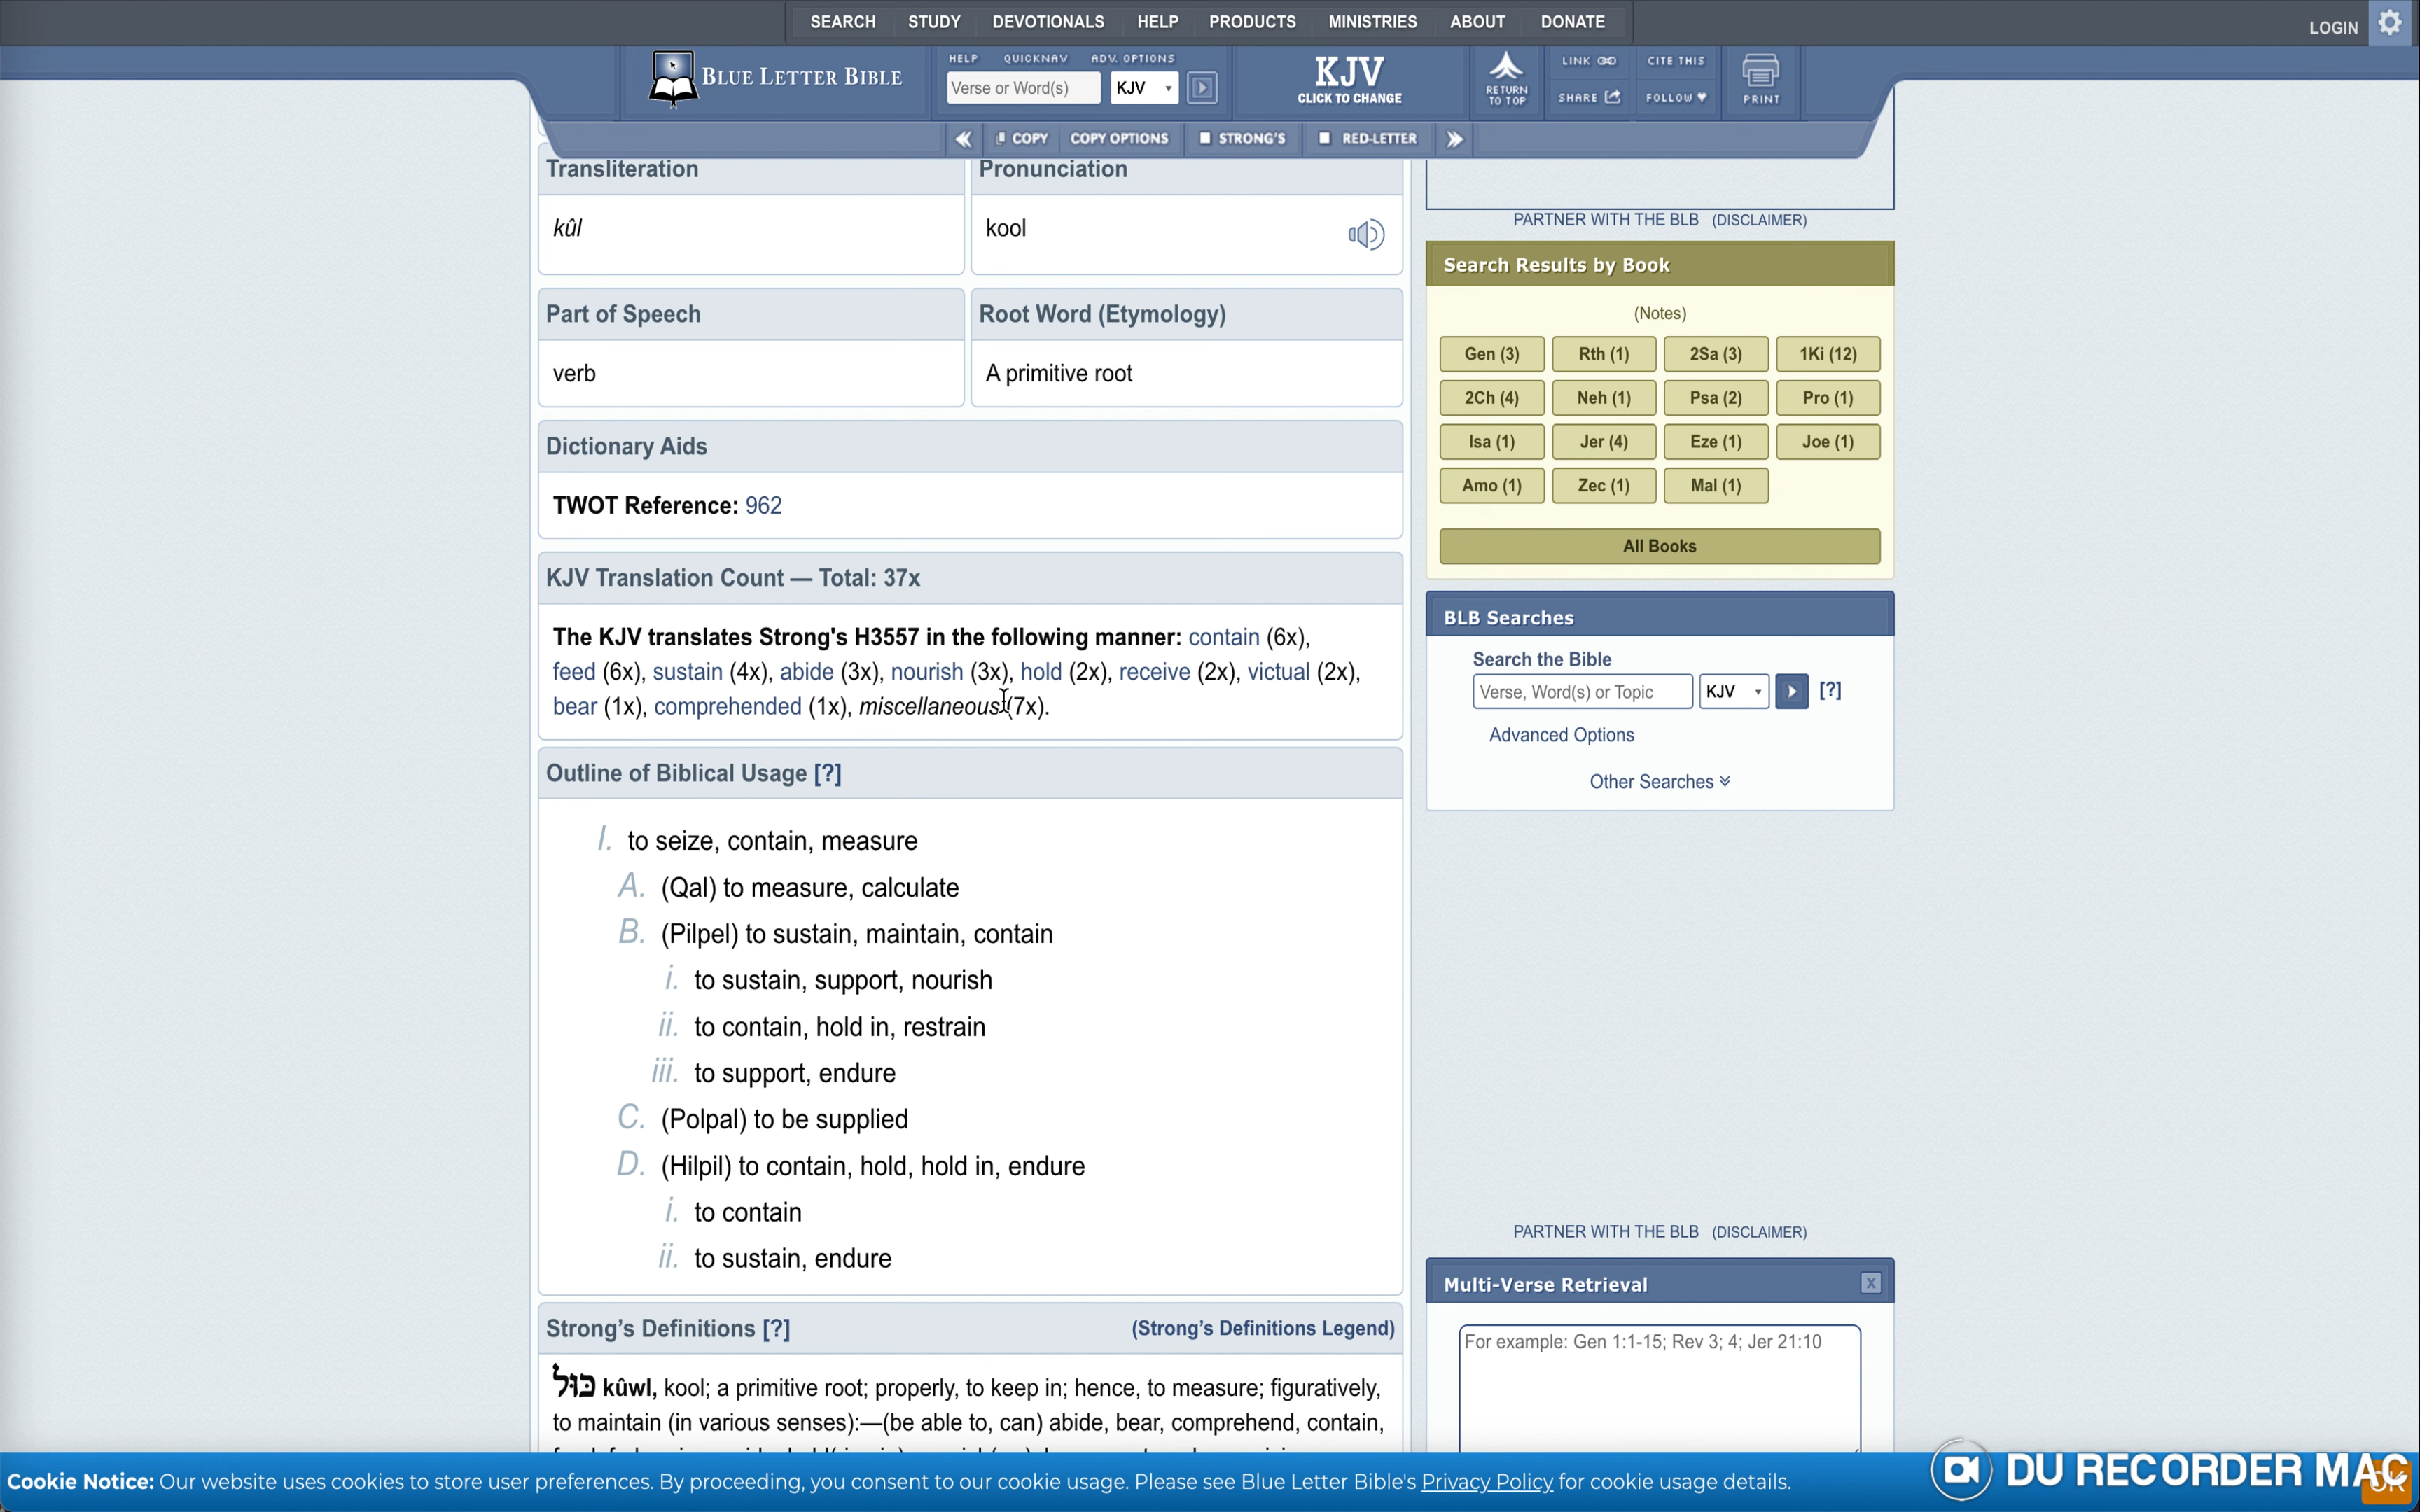 SEARCH STUDY DEVOTIONALS HELP PRODUCTS MINISTRIES ABOUT DONATE
LOGIN
BLUE LETTER BIBLE
HELP QUICKNAV ADV. OPTIONS
Verse or Word(s) KJV
KJV
CLICK TO CHANGE
RETURN
TO TOP
LINK CITE THIS
SHARE FOLLOW
PRINT
COPY COPY OPTIONS STRONG'S RED-LETTER
Transliteration
kûl
Pronunciation
kool
Part of Speech
verb
Root Word (Etymology)
A primitive root
Dictionary Aids
TWOT Reference: 962
KJV Translation Count — Total: 37x
The KJV translates Strong's H3557 in the following manner: contain (6x),
feed (6x), sustain (4x), abide (3x), nourish (3x), hold (2x), receive (2x), victual (2x),
bear (1x), comprehended (1x), miscellaneous (7x).
Outline of Biblical Usage [?]
I. to seize, contain, measure
A. (Qal) to measure, calculate
B. (Pilpel) to sustain, maintain, contain
i. to sustain, support, nourish
ii. to contain, hold in, restrain
iii. to support, endure
C. (Polpal) to be supplied
D. (Hilpil) to contain, hold, hold in, endure
i. to contain
ii. to sustain, endure
Strong's Definitions [?] (Strong's Definitions Legend)
כּוּל kûwl, kool; a primitive root; properly, to keep in; hence, to measure; figuratively,
to maintain (in various senses):—(be able to, can) abide, bear, comprehend, contain,
PARTNER WITH THE BLB (DISCLAIMER)
Search Results by Book
(Notes)
Gen (3) Rth (1) 2Sa (3) 1Ki (12)
2Ch (4) Neh (1) Psa (2) Pro (1)
Isa (1) Jer (4) Eze (1) Joe (1)
Amo (1) Zec (1) Mal (1)
All Books
BLB Searches
Search the Bible
Verse, Word(s) or Topic KJV [?]
Advanced Options
Other Searches
PARTNER WITH THE BLB (DISCLAIMER)
Multi-Verse Retrieval X
For example: Gen 1:1-15; Rev 3; 4; Jer 21:10
Cookie Notice: Our website uses cookies to store user preferences. By proceeding, you consent to our cookie usage. Please see Blue Letter Bible's Privacy Policy for cookie usage details.
DU RECORDER MAC
OK